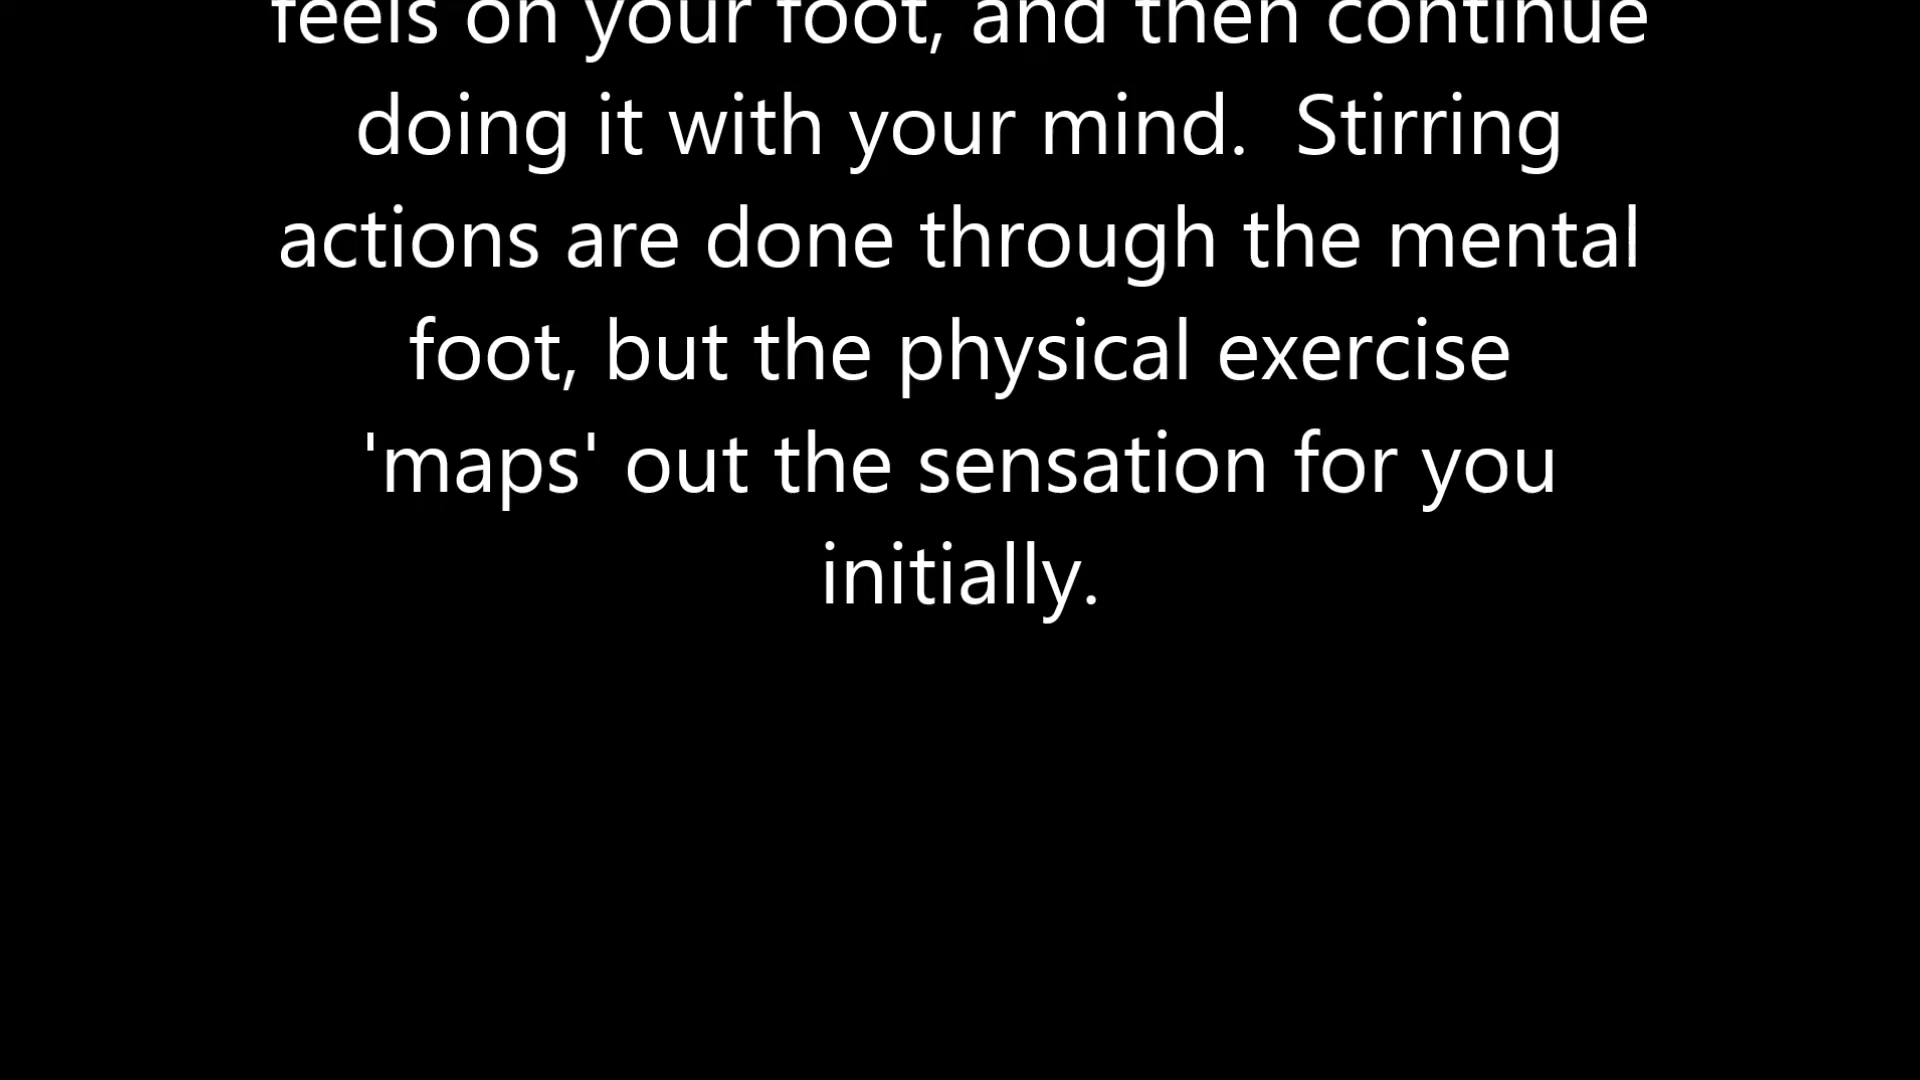 feels on your foot, and then continue
doing it with your mind.  Stirring
actions are done through the mental
foot, but the physical exercise
'maps' out the sensation for you
initially.